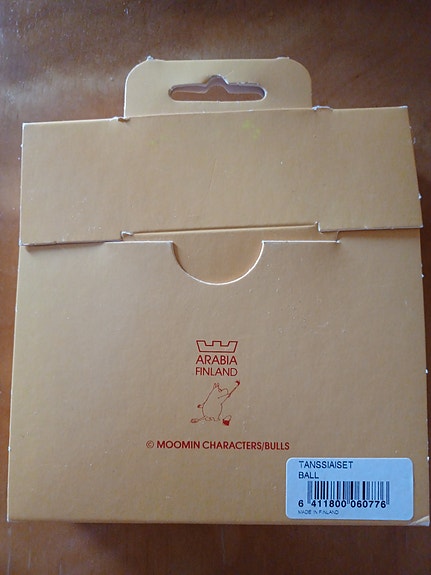 ARABIA
FINLAND
© MOOMIN CHARACTERS/BULLS
TANSSIAISET
BALL
6 411800 060776
MADE IN FINLAND